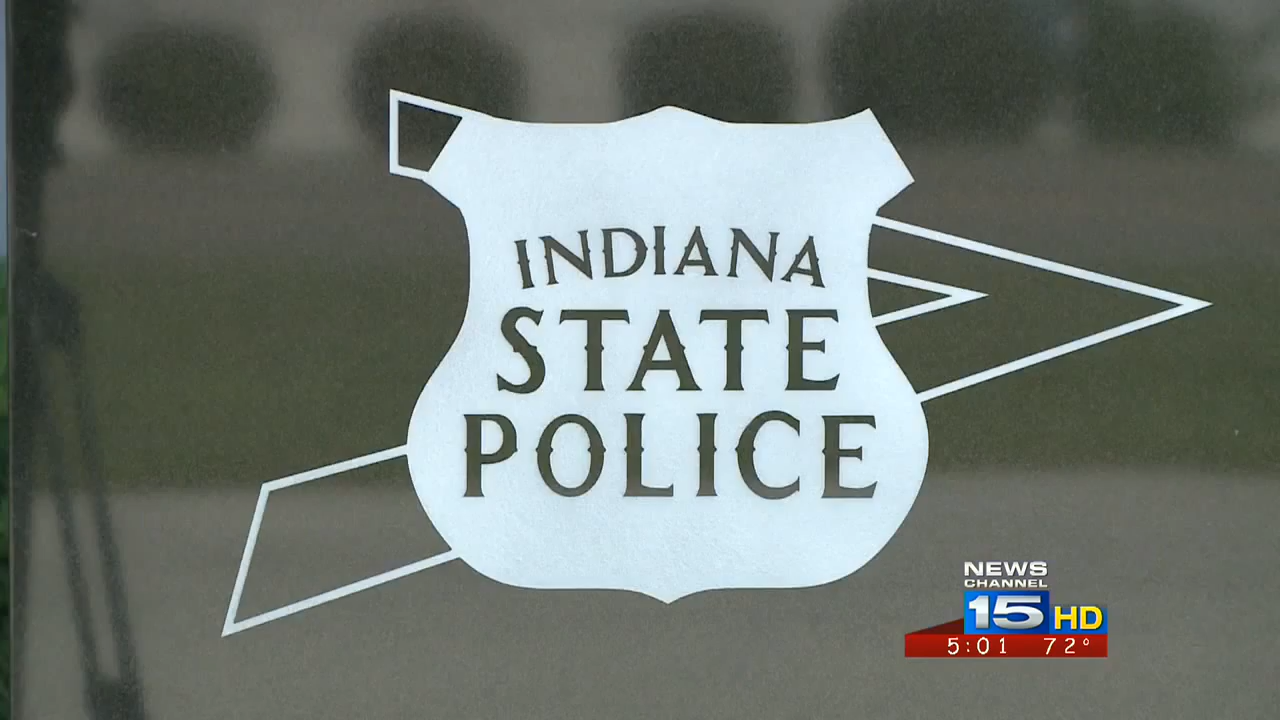 INDIANA
STATE
POLICE
NEWS
CHANNEL
15 HD
5:01 72°